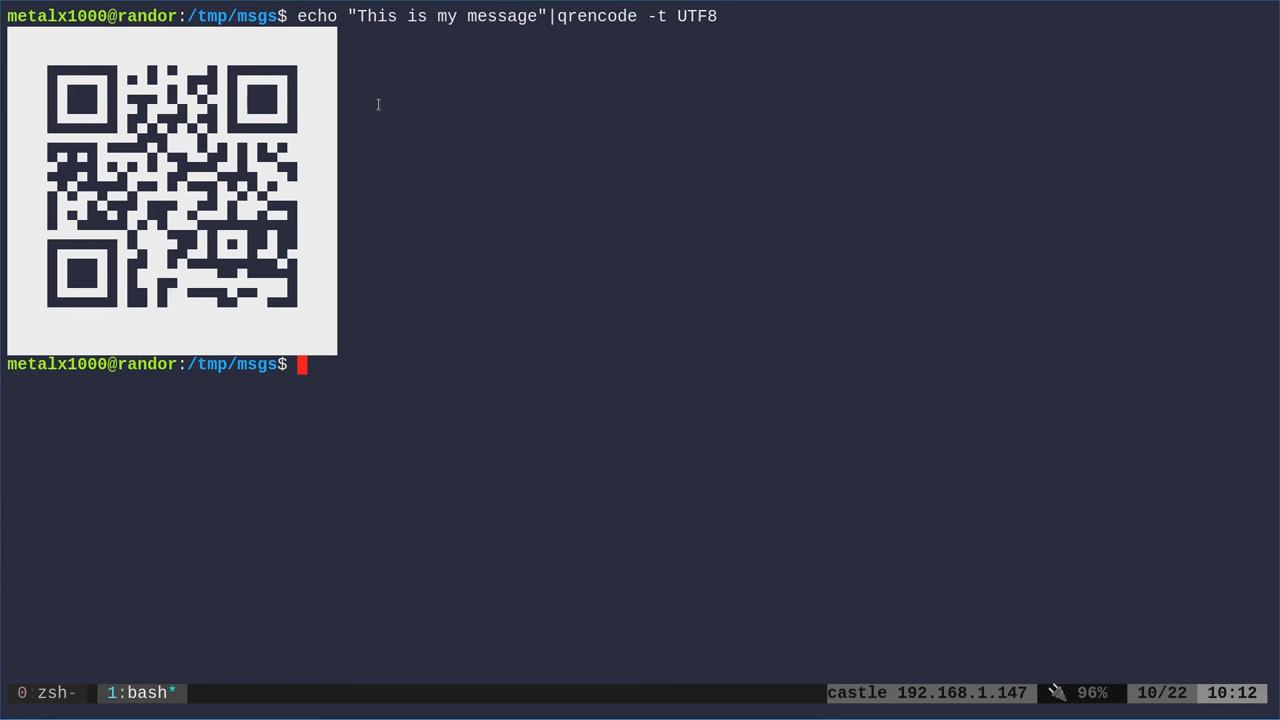 metalx1000@randor:/tmp/msgs$ echo "This is my message"|qrencode -t UTF8
metalx1000@randor:/tmp/msgs$
0:zsh- 1:bash* castle 192.168.1.147 96% 10/22 10:12